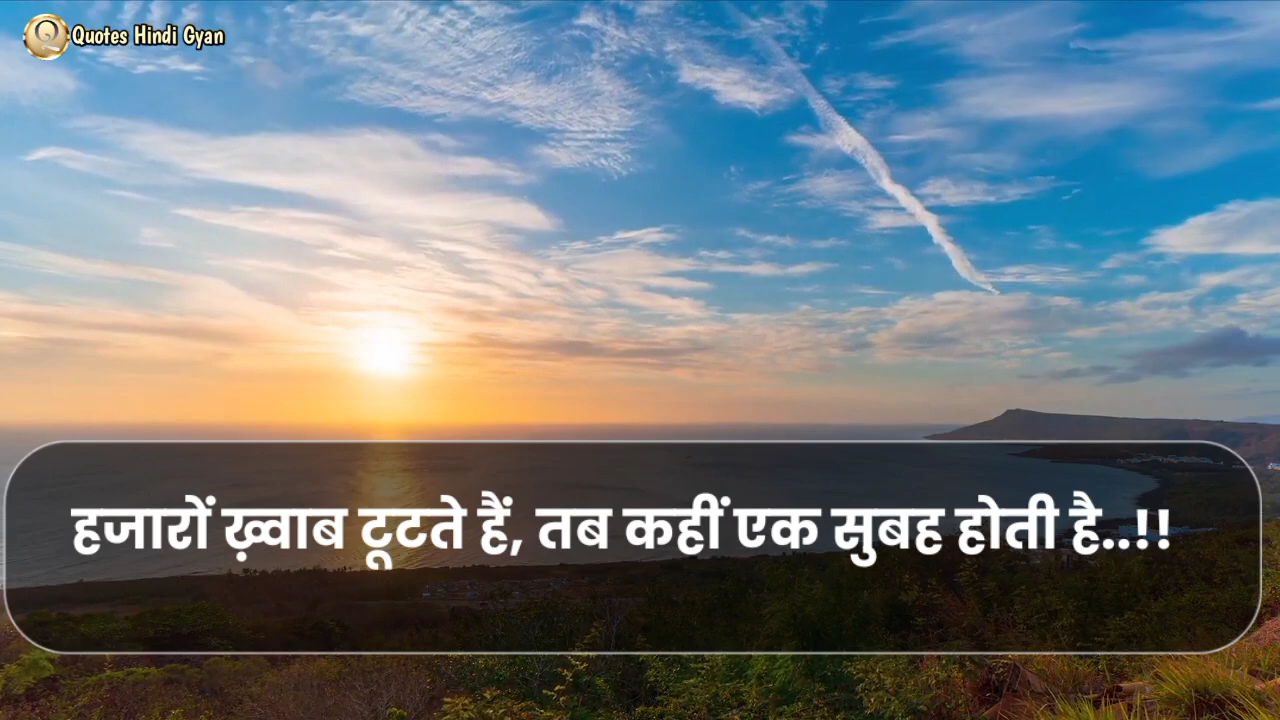 Quotes Hindi Gyan
हजारों ख़्वाब टूटते हैं, तब कहीं एक सुबह होती है..!!